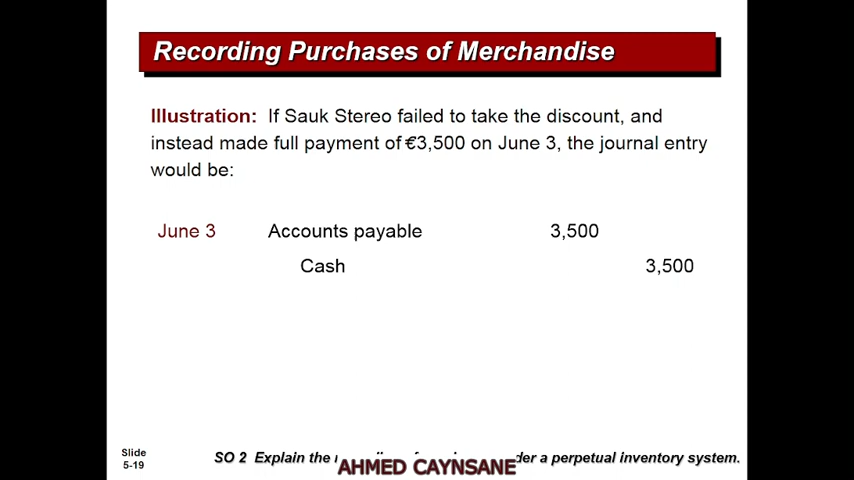 Recording Purchases of Merchandise
Illustration: If Sauk Stereo failed to take the discount, and
instead made full payment of €3,500 on June 3, the journal entry
would be:
June 3 Accounts payable 3,500
Cash 3,500
Slide
5-19
SO 2 Explain the a perpetual inventory system.
AHMED CAYNSANE